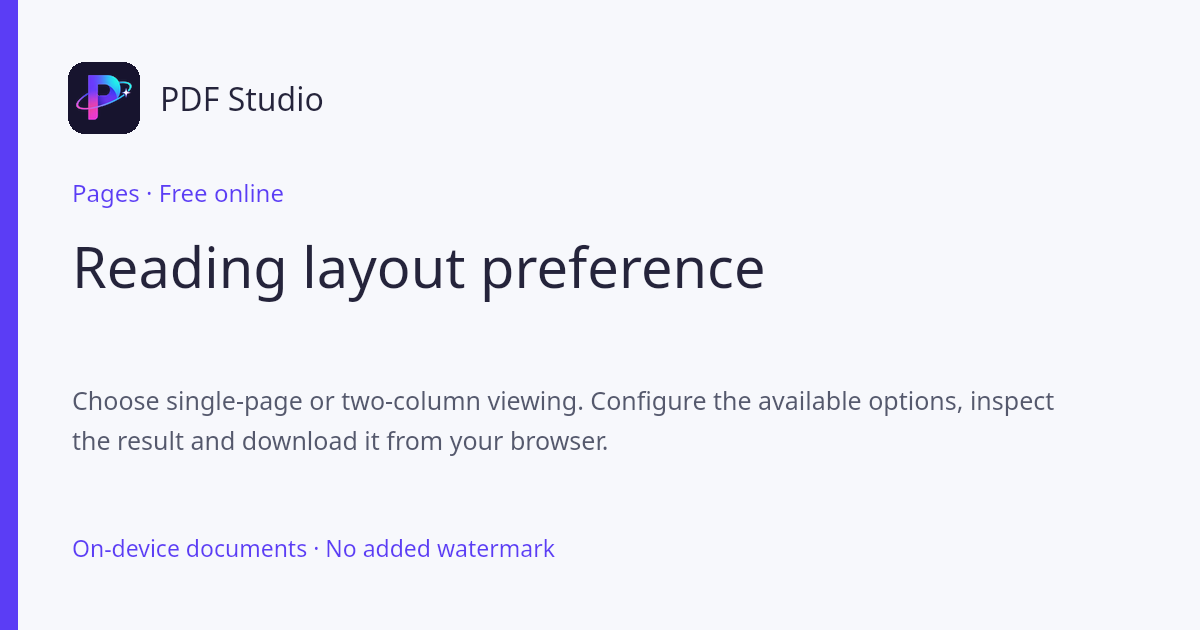 PDF Studio
Pages · Free online
Reading layout preference
Choose single-page or two-column viewing. Configure the available options, inspect
the result and download it from your browser.
On-device documents · No added watermark